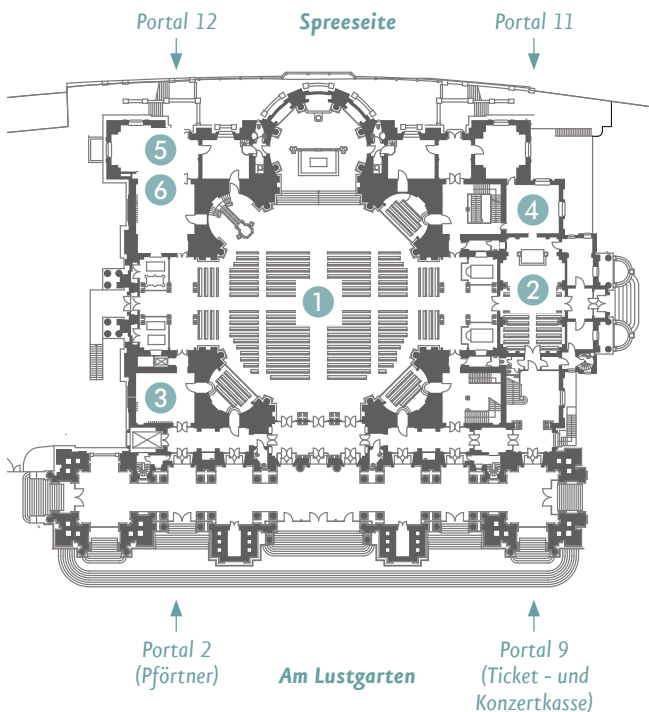 Portal 12
Spreeseite
Portal 11
5
6
4
2
1
3
Portal 2
(Pförtner)
Am Lustgarten
Portal 9
(Ticket - und
Konzertkasse)